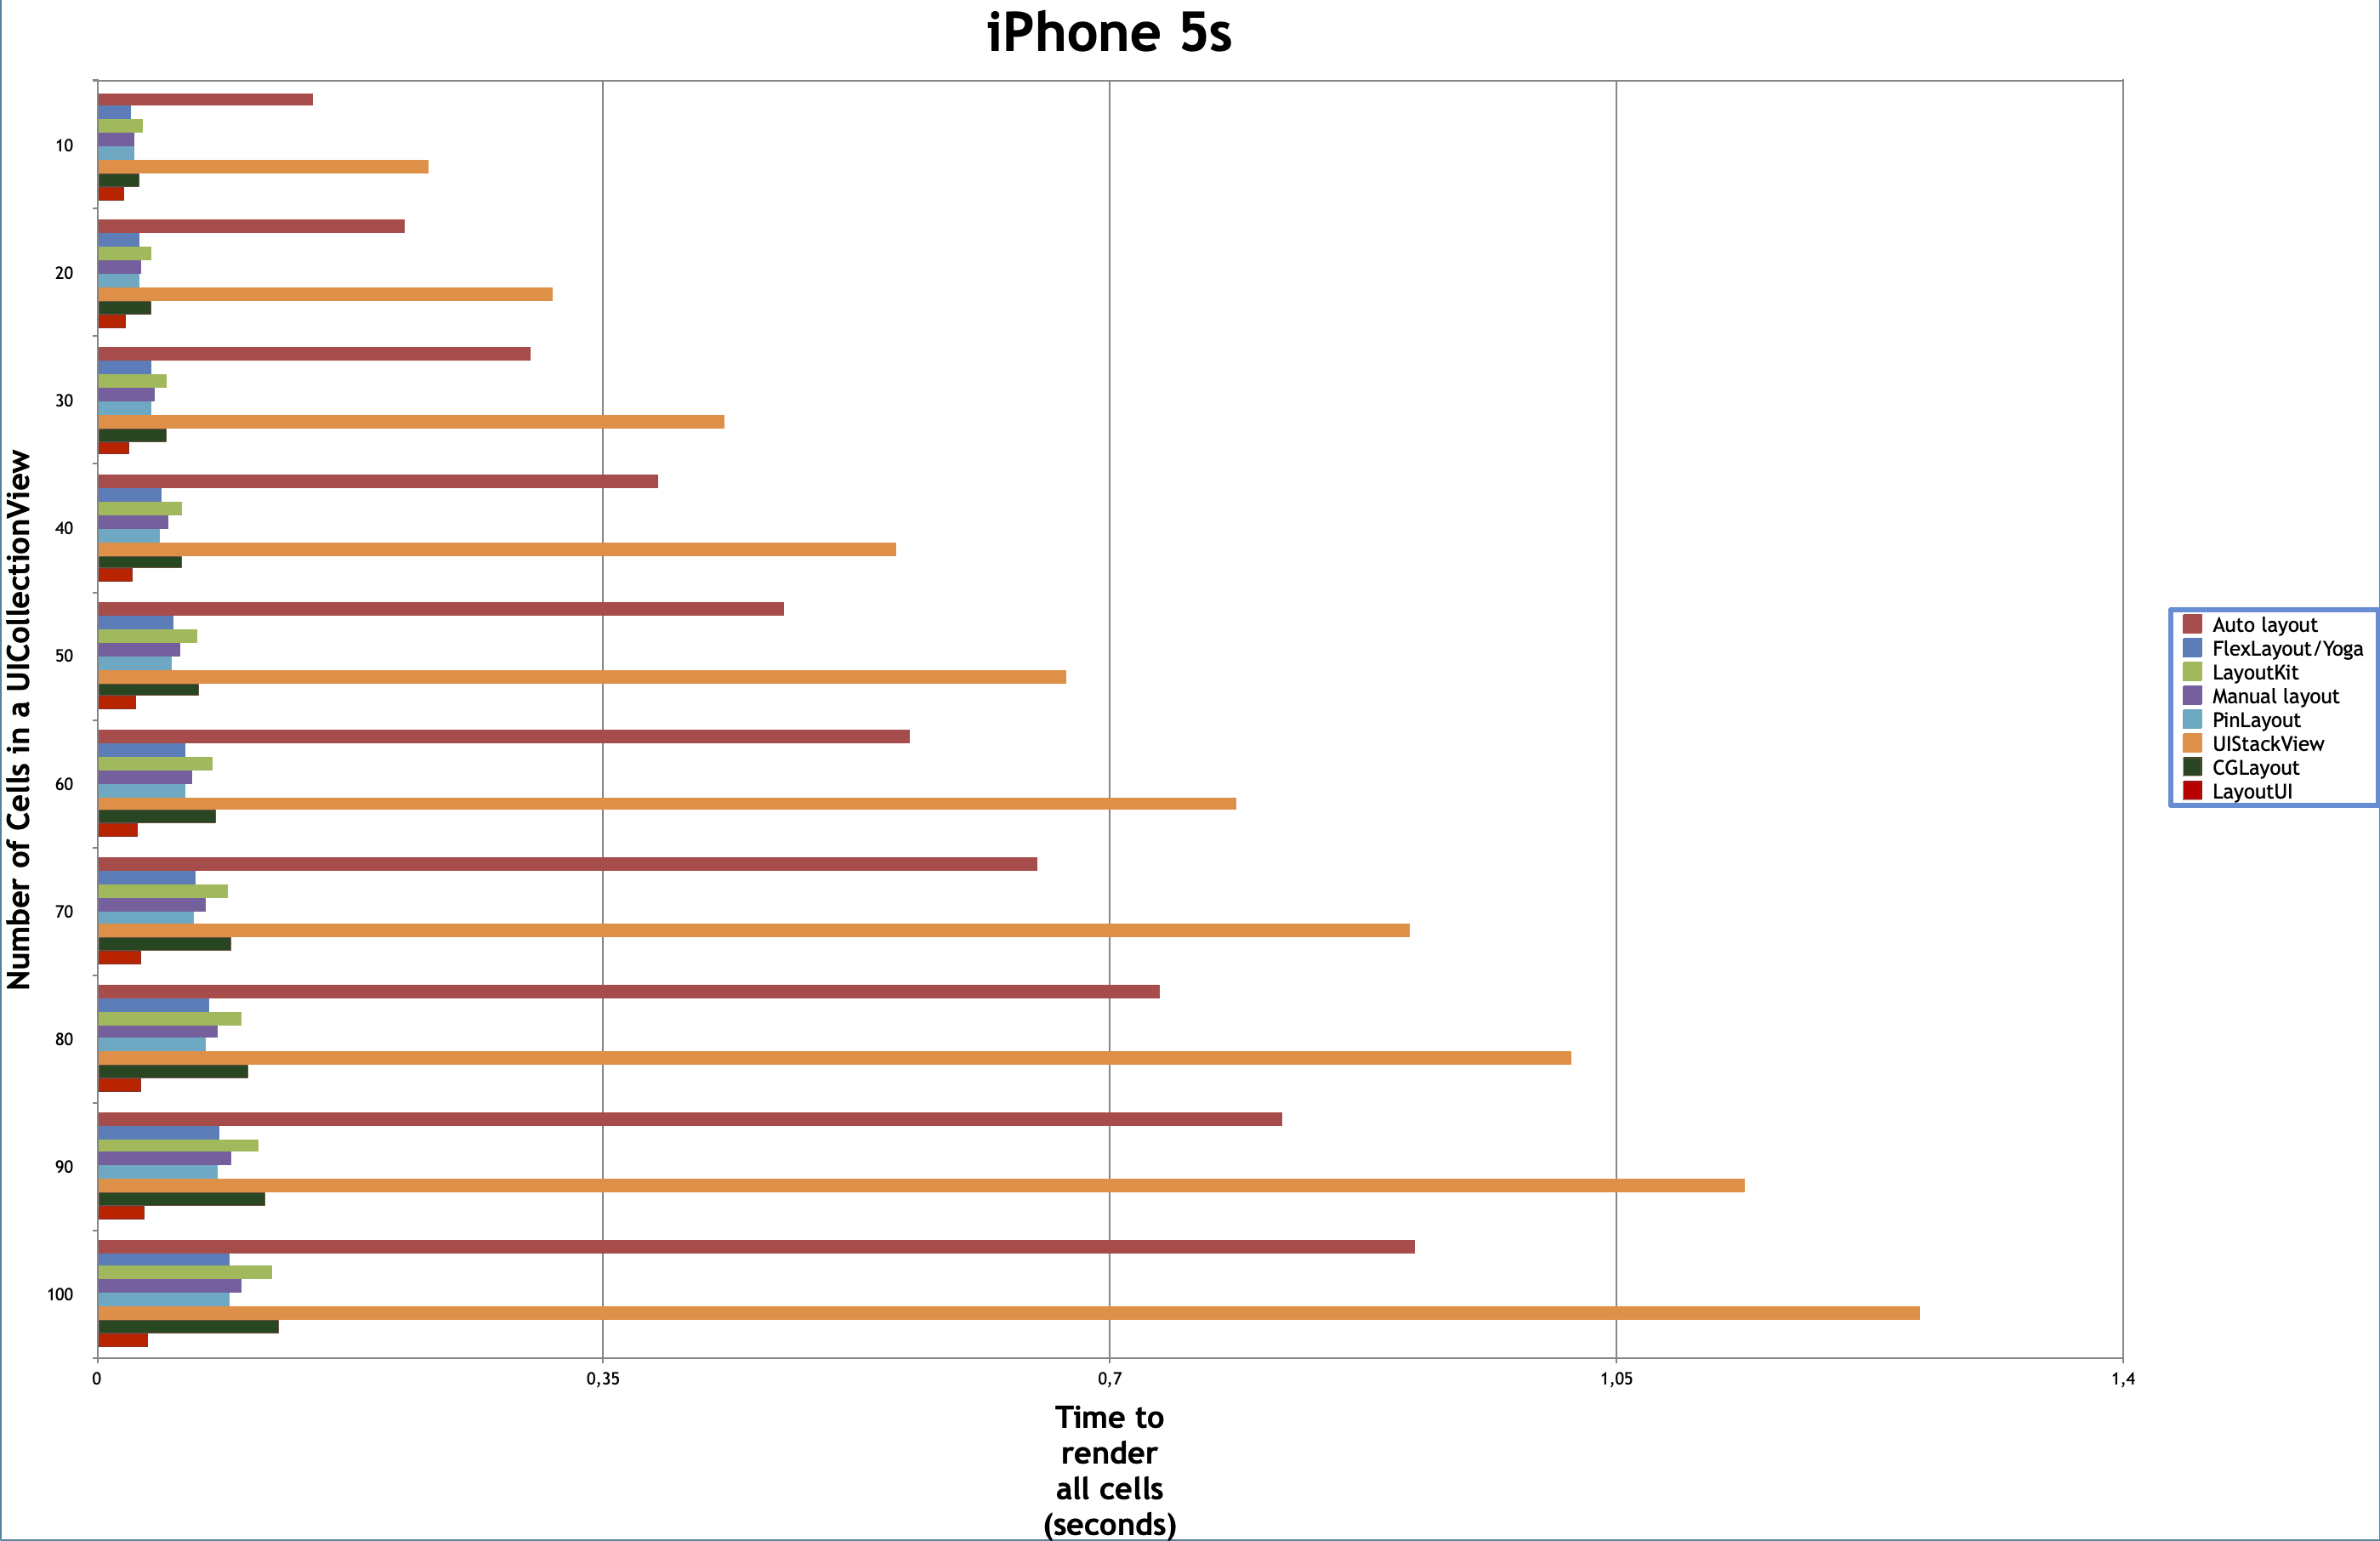 iPhone 5s
Number of Cells in a UICollectionView
10
20
30
40
50
60
70
80
90
100
0
0,35
0,7
1,05
1,4
Time to
render
all cells
(seconds)
Auto layout
FlexLayout/Yoga
LayoutKit
Manual layout
PinLayout
UIStackView
CGLayout
LayoutUI